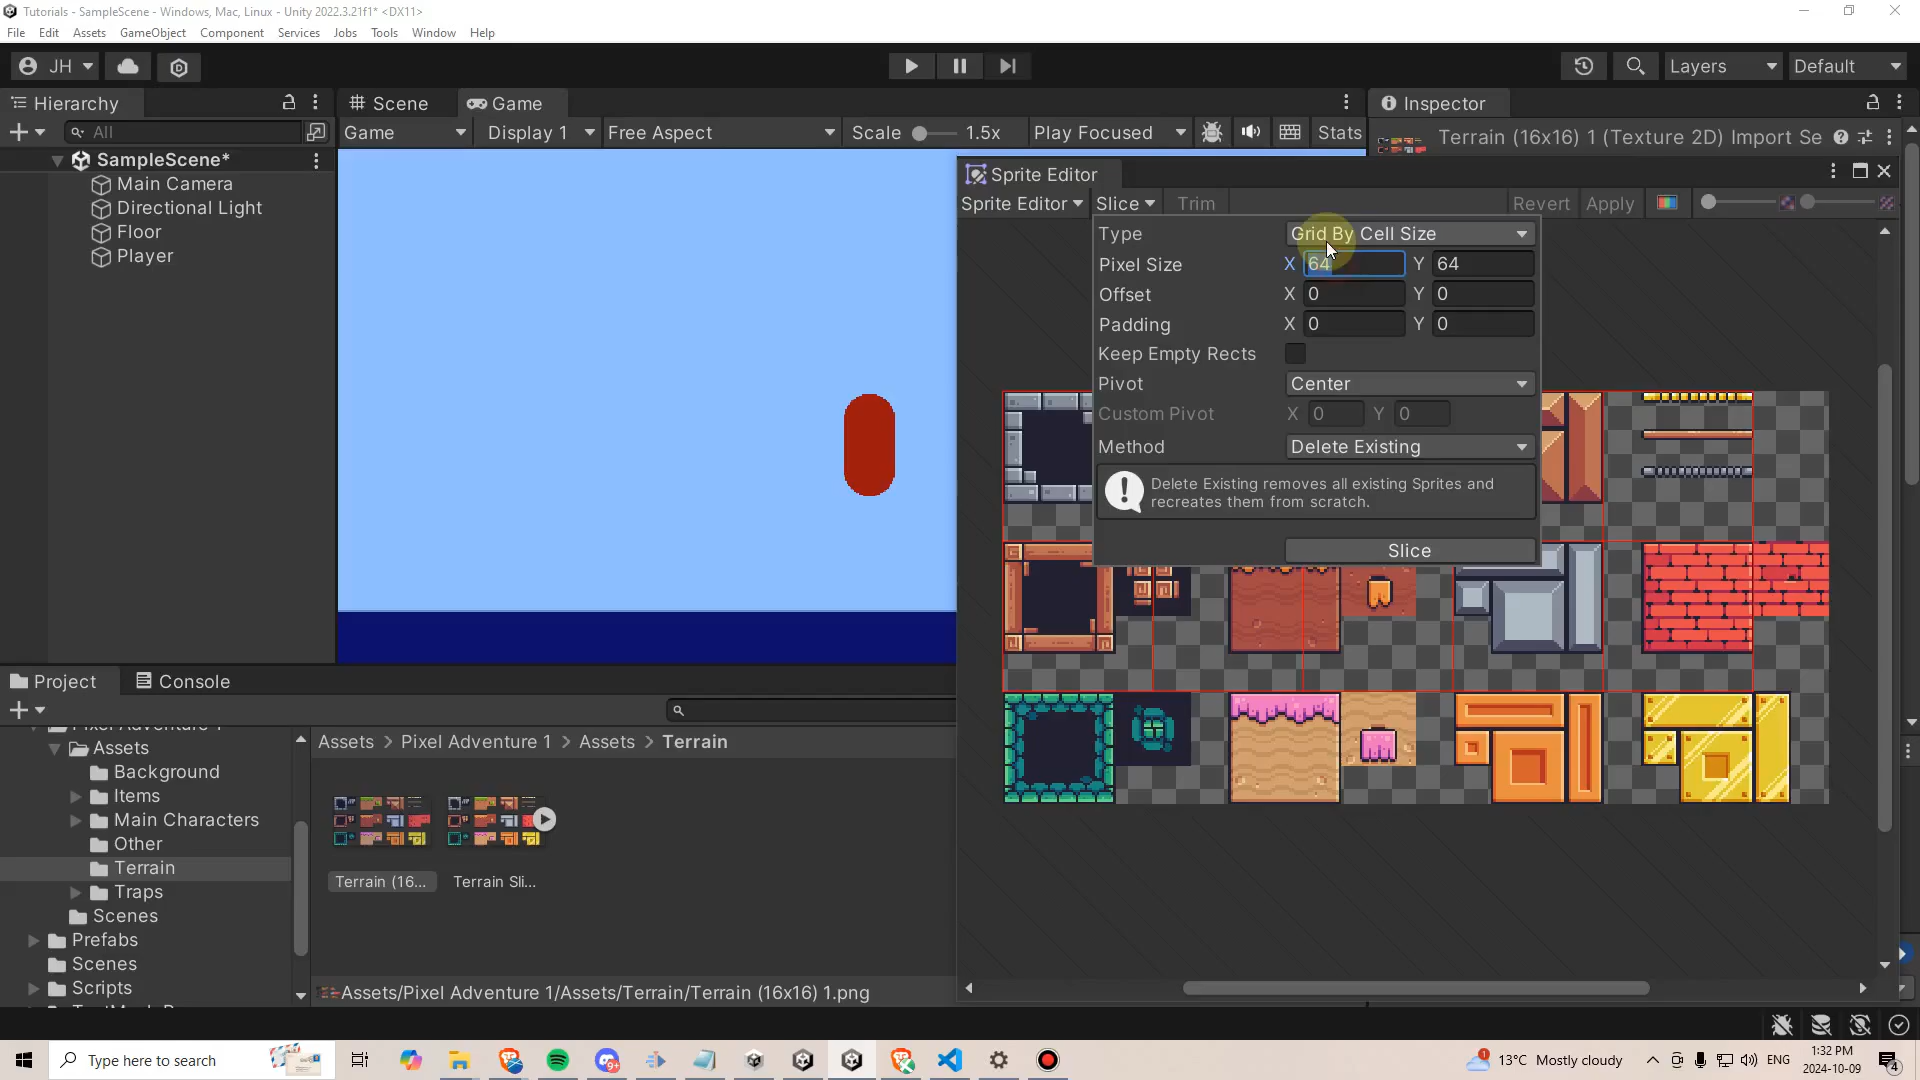 Tutorials - SampleScene - Windows, Mac, Linux - Unity 2022.3.21f1* <DX11>
File Edit Assets GameObject Component Services Jobs Tools Window Help
JH Layers Default
Hierarchy
All
SampleScene*
Main Camera
Directional Light
Floor
Player
Scene Game
Game Display 1 Free Aspect Scale 1.5x Play Focused Stats
Inspector
Terrain (16x16) 1 (Texture 2D) Import Se
Sprite Editor
Sprite Editor Slice Trim Revert Apply
Type Grid By Cell Size
Pixel Size X 64 Y 64
Offset X 0 Y 0
Padding X 0 Y 0
Keep Empty Rects
Pivot Center
Custom Pivot X 0 Y 0
Method Delete Existing
Delete Existing removes all existing Sprites and
recreates them from scratch.
Slice
Project Console
Assets
Background
Items
Main Characters
Other
Terrain
Traps
Scenes
Prefabs
Scenes
Scripts
Assets > Pixel Adventure 1 > Assets > Terrain
Terrain (16... Terrain Sli...
Assets/Pixel Adventure 1/Assets/Terrain/Terrain (16x16) 1.png
Type here to search
9+
1
13°C Mostly cloudy
ENG
1:32 PM
2024-10-09
4